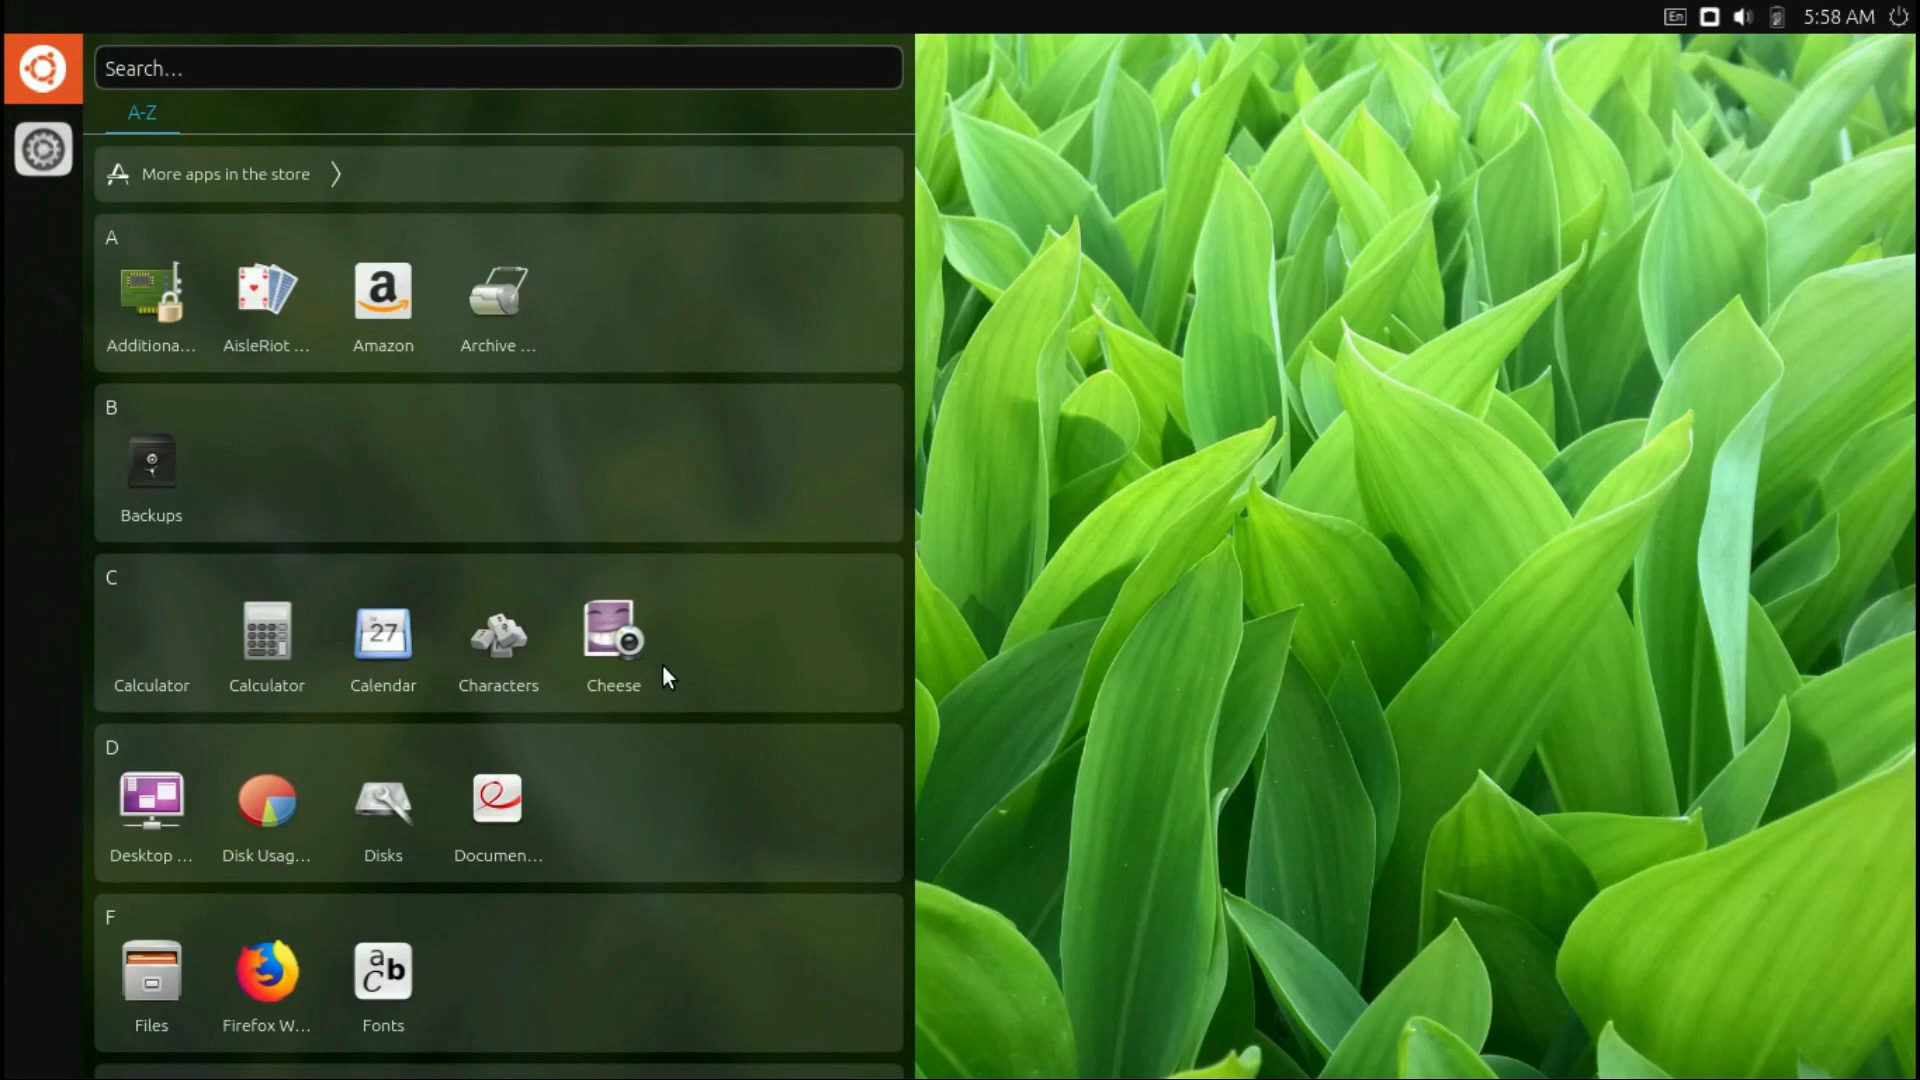 En 5:58 AM
Search...
A-Z
More apps in the store
A
Additiona... AisleRiot ... Amazon Archive ...
B
Backups
C
27
Calculator Calculator Calendar Characters Cheese
D
Desktop ... Disk Usag... Disks Documen...
F
a
C b
Files Firefox W... Fonts